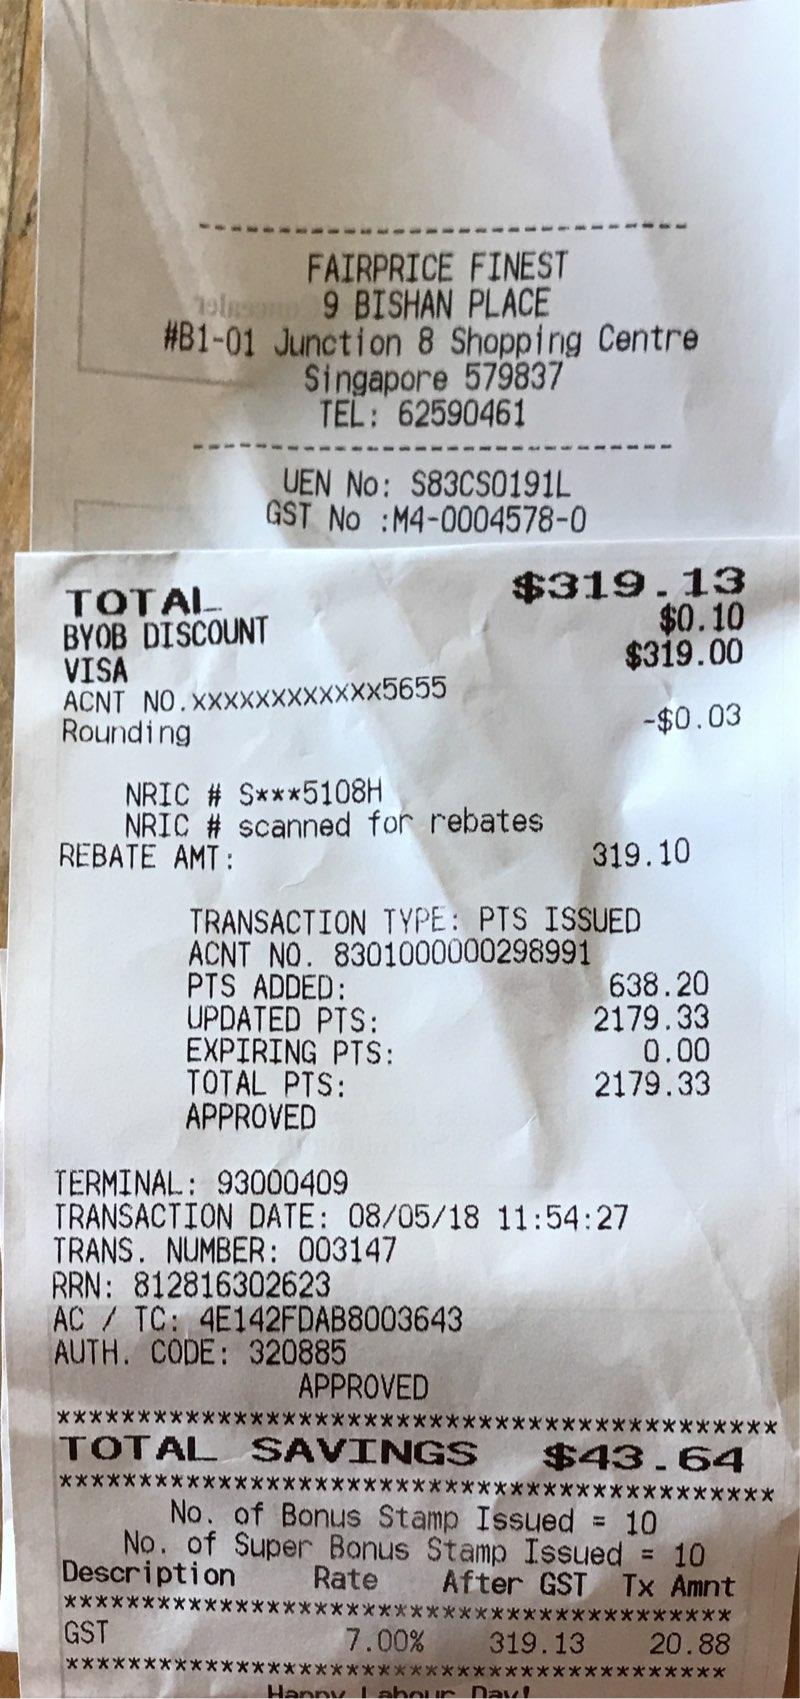 --------------------------------
FAIRPRICE FINEST
9 BISHAN PLACE
#B1-01 Junction 8 Shopping Centre
Singapore 579837
TEL: 62590461
--------------------------------
UEN No: S83CS0191L
GST No :M4-0004578-0
TOTAL $319.13
BYOB DISCOUNT $0.10
VISA $319.00
ACNT NO.xxxxxxxxxxxx5655
Rounding -$0.03
NRIC # S***5108H
NRIC # scanned for rebates
REBATE AMT: 319.10
TRANSACTION TYPE: PTS ISSUED
ACNT NO. 8301000000298991
PTS ADDED: 638.20
UPDATED PTS: 2179.33
EXPIRING PTS: 0.00
TOTAL PTS: 2179.33
APPROVED
TERMINAL: 93000409
TRANSACTION DATE: 08/05/18 11:54:27
TRANS. NUMBER: 003147
RRN: 812816302623
AC / TC: 4E142FDAB8003643
AUTH. CODE: 320885
APPROVED
********************************************
TOTAL SAVINGS $43.64
********************************************
No. of Bonus Stamp Issued = 10
No. of Super Bonus Stamp Issued = 10
Description Rate After GST Tx Amnt
******************************************
GST 7.00% 319.13 20.88
******************************************
Happy Labour Day!